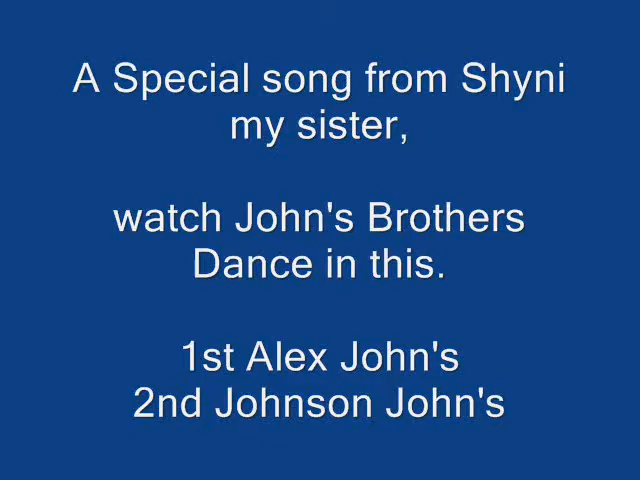 A Special song from Shyni
my sister,
watch John's Brothers
Dance in this.
1st Alex John's
2nd Johnson John's